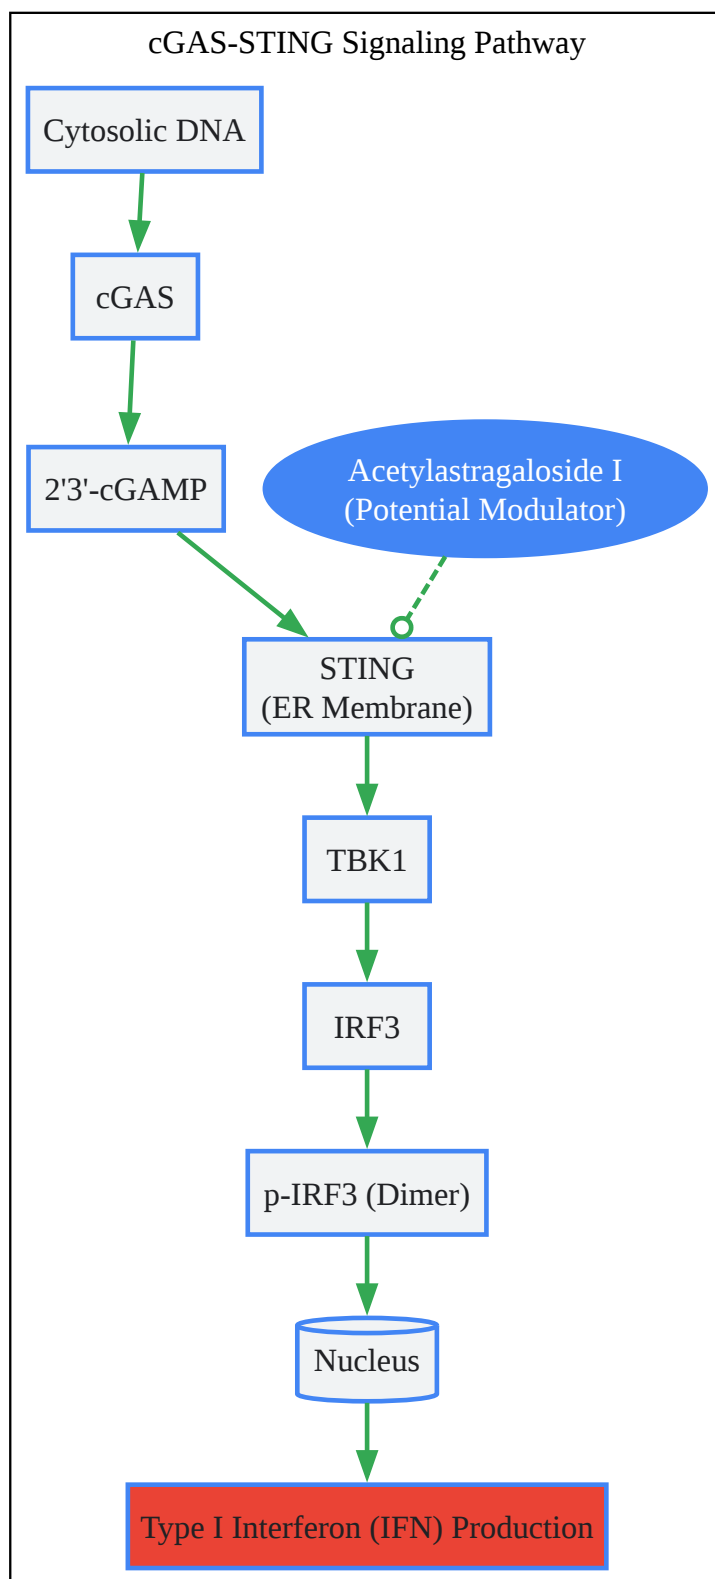 cGAS-STING Signaling Pathway
Cytosolic DNA
cGAS
2'3'-cGAMP
Acetylastragaloside I
(Potential Modulator)
STING
(ER Membrane)
TBK1
IRF3
p-IRF3 (Dimer)
Nucleus
Type I Interferon (IFN) Production